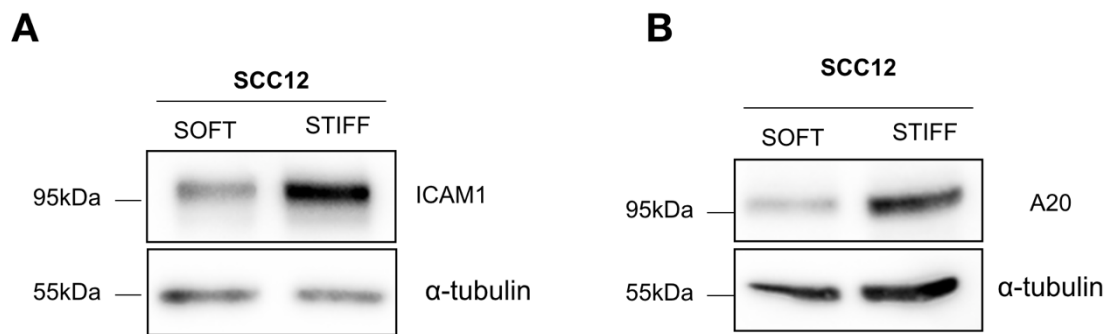 A
SCC12
SOFT STIFF
95kDa
ICAM1
55kDa
α-tubulin
B
SCC12
SOFT STIFF
95kDa
A20
55kDa
α-tubulin